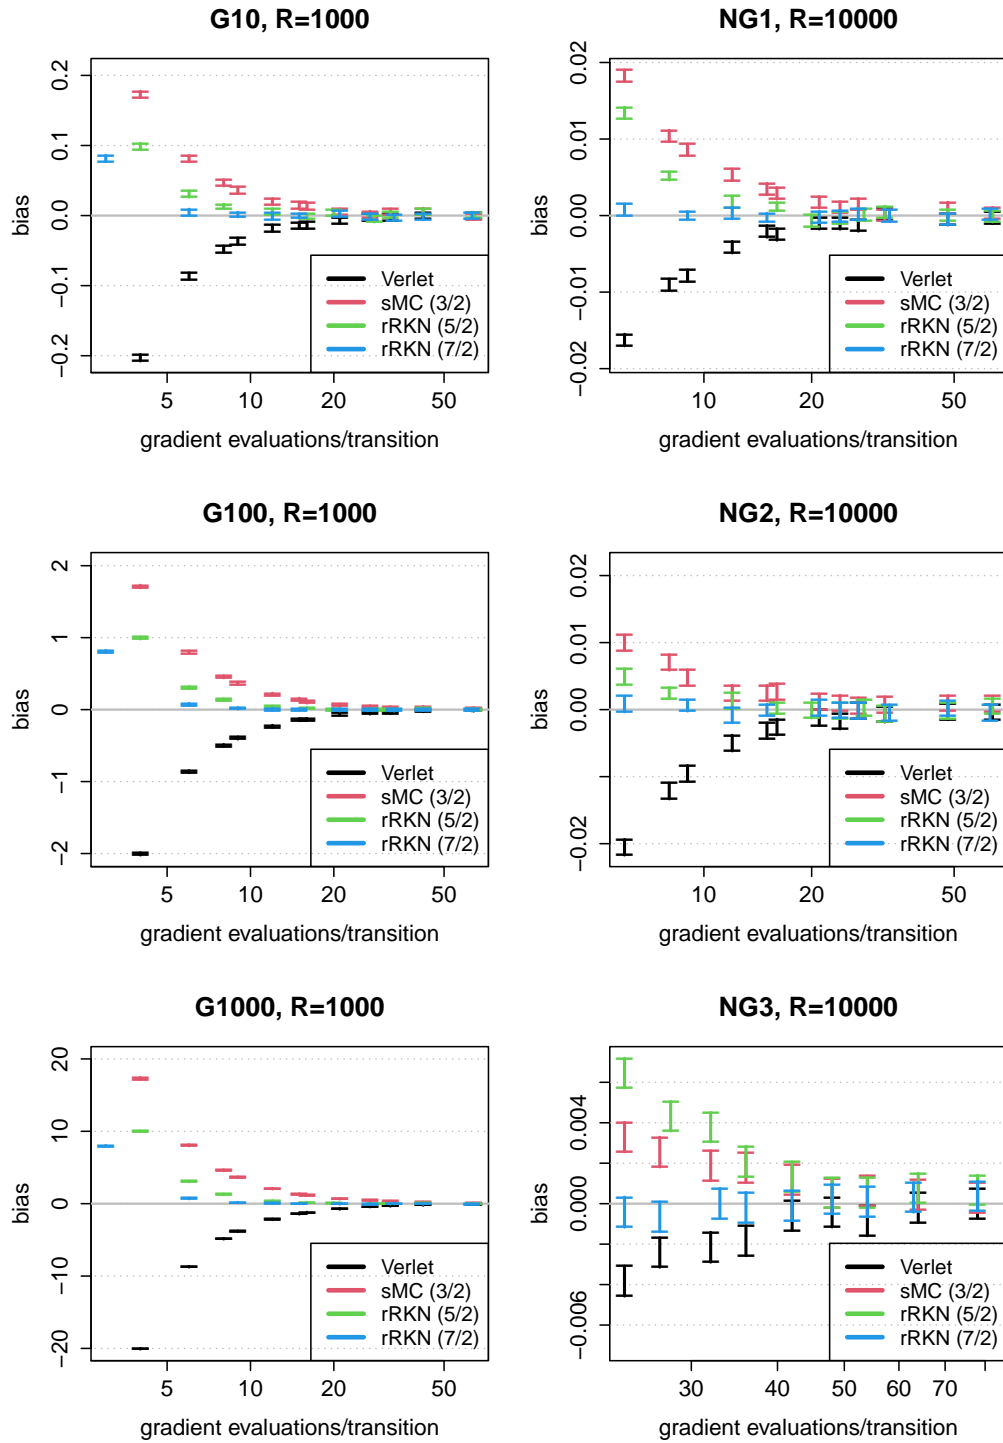 G10, R=1000
bias
0.2
0.1
0.0
−0.1
−0.2
Verlet
sMC (3/2)
rRKN (5/2)
rRKN (7/2)
5
10
20
50
gradient evaluations/transition
NG1, R=10000
bias
0.02
0.01
0.00
−0.01
−0.02
Verlet
sMC (3/2)
rRKN (5/2)
rRKN (7/2)
10
20
50
gradient evaluations/transition
G100, R=1000
bias
2
1
0
−1
−2
Verlet
sMC (3/2)
rRKN (5/2)
rRKN (7/2)
5
10
20
50
gradient evaluations/transition
NG2, R=10000
bias
0.02
0.01
0.00
−0.02
Verlet
sMC (3/2)
rRKN (5/2)
rRKN (7/2)
10
20
50
gradient evaluations/transition
G1000, R=1000
bias
20
10
0
−10
−20
Verlet
sMC (3/2)
rRKN (5/2)
rRKN (7/2)
5
10
20
50
gradient evaluations/transition
NG3, R=10000
bias
0.004
0.000
−0.006
Verlet
sMC (3/2)
rRKN (5/2)
rRKN (7/2)
30
40
50
60
70
gradient evaluations/transition